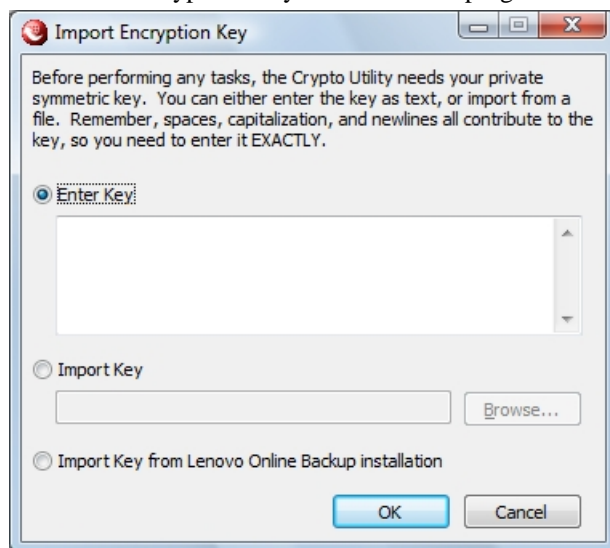 Import Encryption Key
Before performing any tasks, the Crypto Utility needs your private
symmetric key. You can either enter the key as text, or import from a
file. Remember, spaces, capitalization, and newlines all contribute to the
key, so you need to enter it EXACTLY.
Enter Key
Import Key
Browse...
Import Key from Lenovo Online Backup installation
OK
Cancel